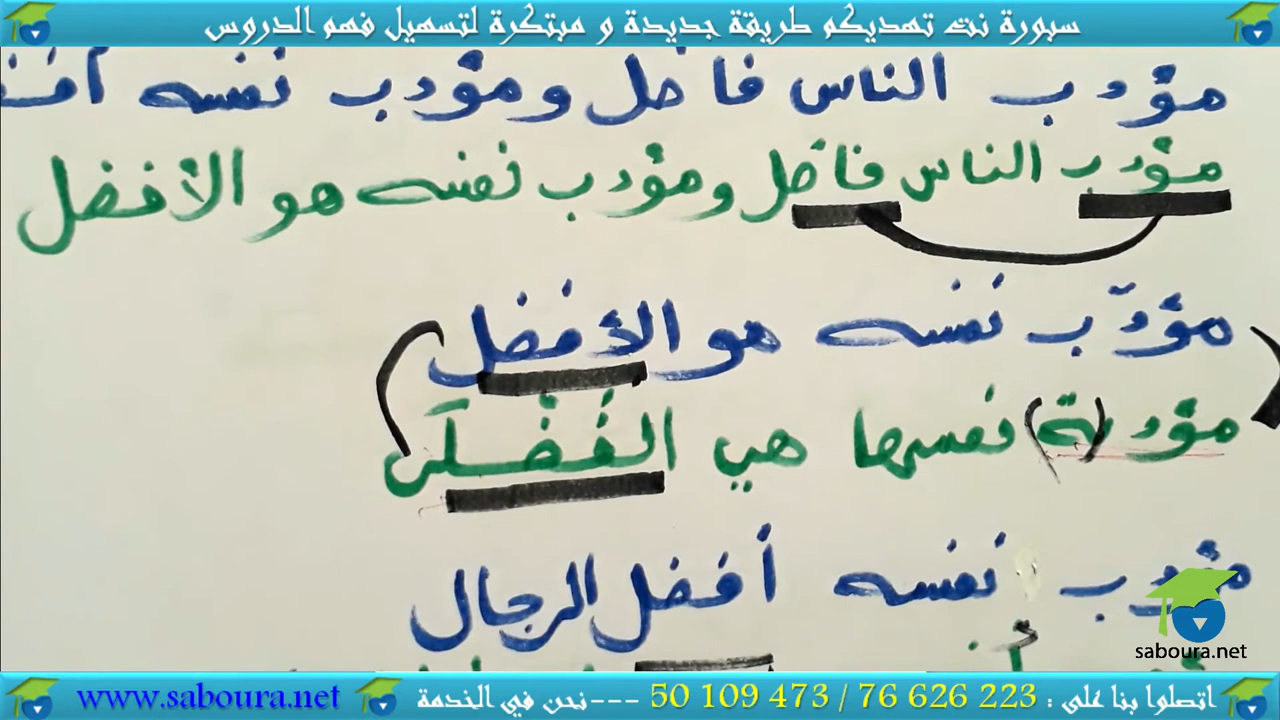 سبورة نت تهديكم طريقة جديدة و مبتكرة لتسهيل فهم الدروس
مؤدب الناس فاضل ومؤدب نفسه
مؤدب الناس فاضل ومؤدب نفسه هو الأفضل
مؤدّب نفسه هو الأفضل
مؤدبة نفسها هي الفُضْلَى
مؤدب نفسه أفضل الرجال
saboura.net
اتصلوا بنا على : 50 109 473 / 76 626 223 ---نحن في الخدمة www.saboura.net